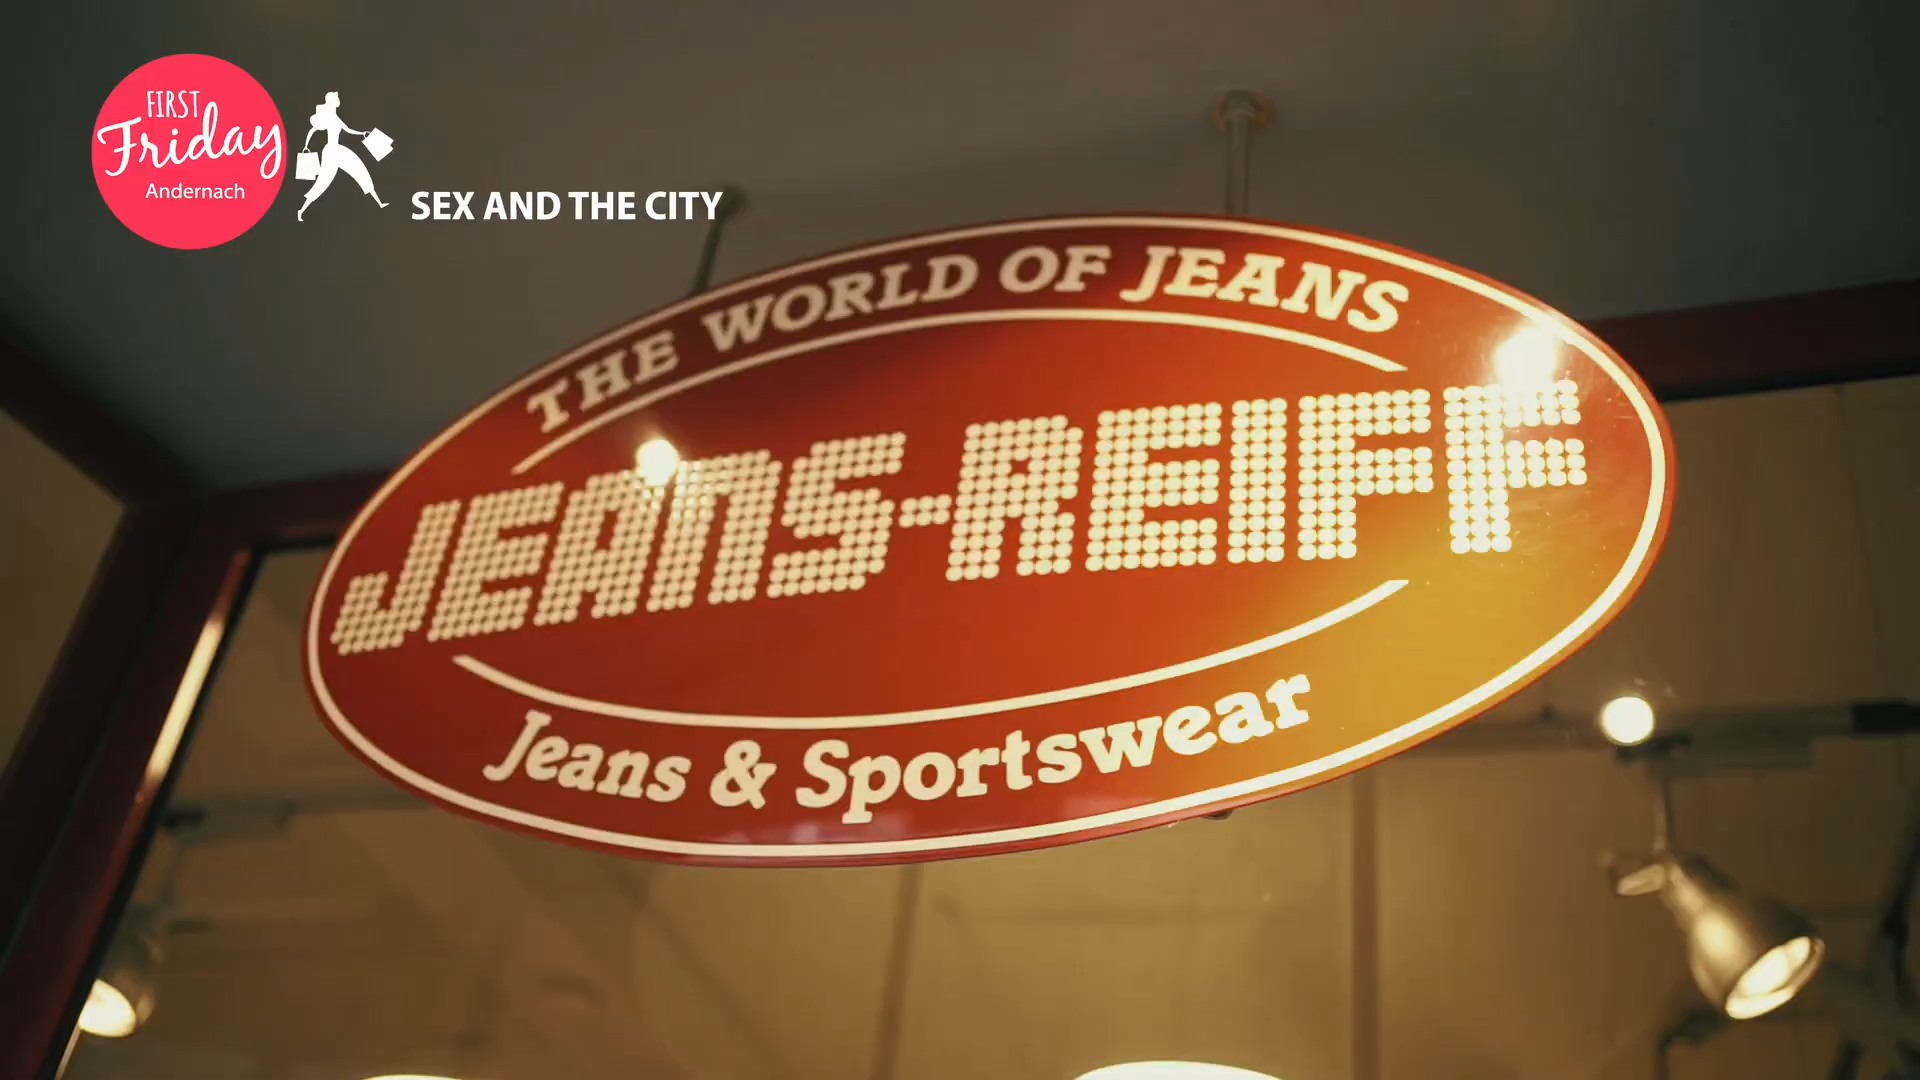 FIRST
Friday
Andernach
SEX AND THE CITY
THE WORLD OF JEANS
JEANS-REIFF
Jeans & Sportswear